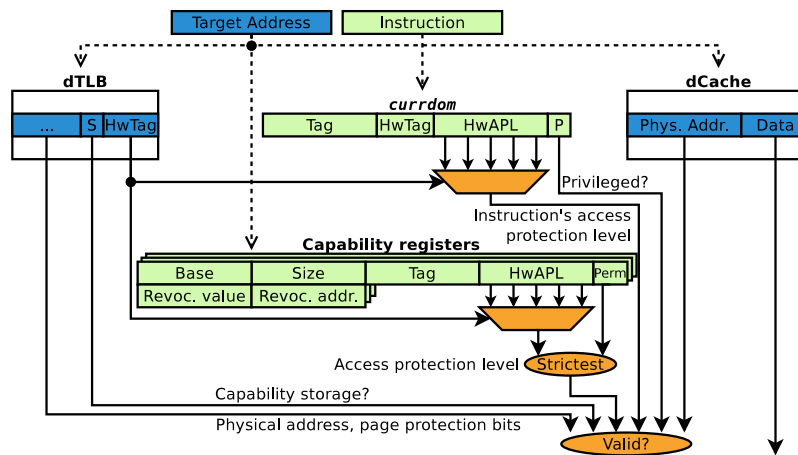 Target Address
Instruction
dTLB
currdom
dCache
... S HwTag
Tag HwTag HwAPL P
Phys. Addr. Data
Privileged?
Instruction's access
protection level
Capability registers
Base Size Tag HwAPL Perm
Revoc. value Revoc. addr.
Access protection level
Strictest
Capability storage?
Physical address, page protection bits
Valid?